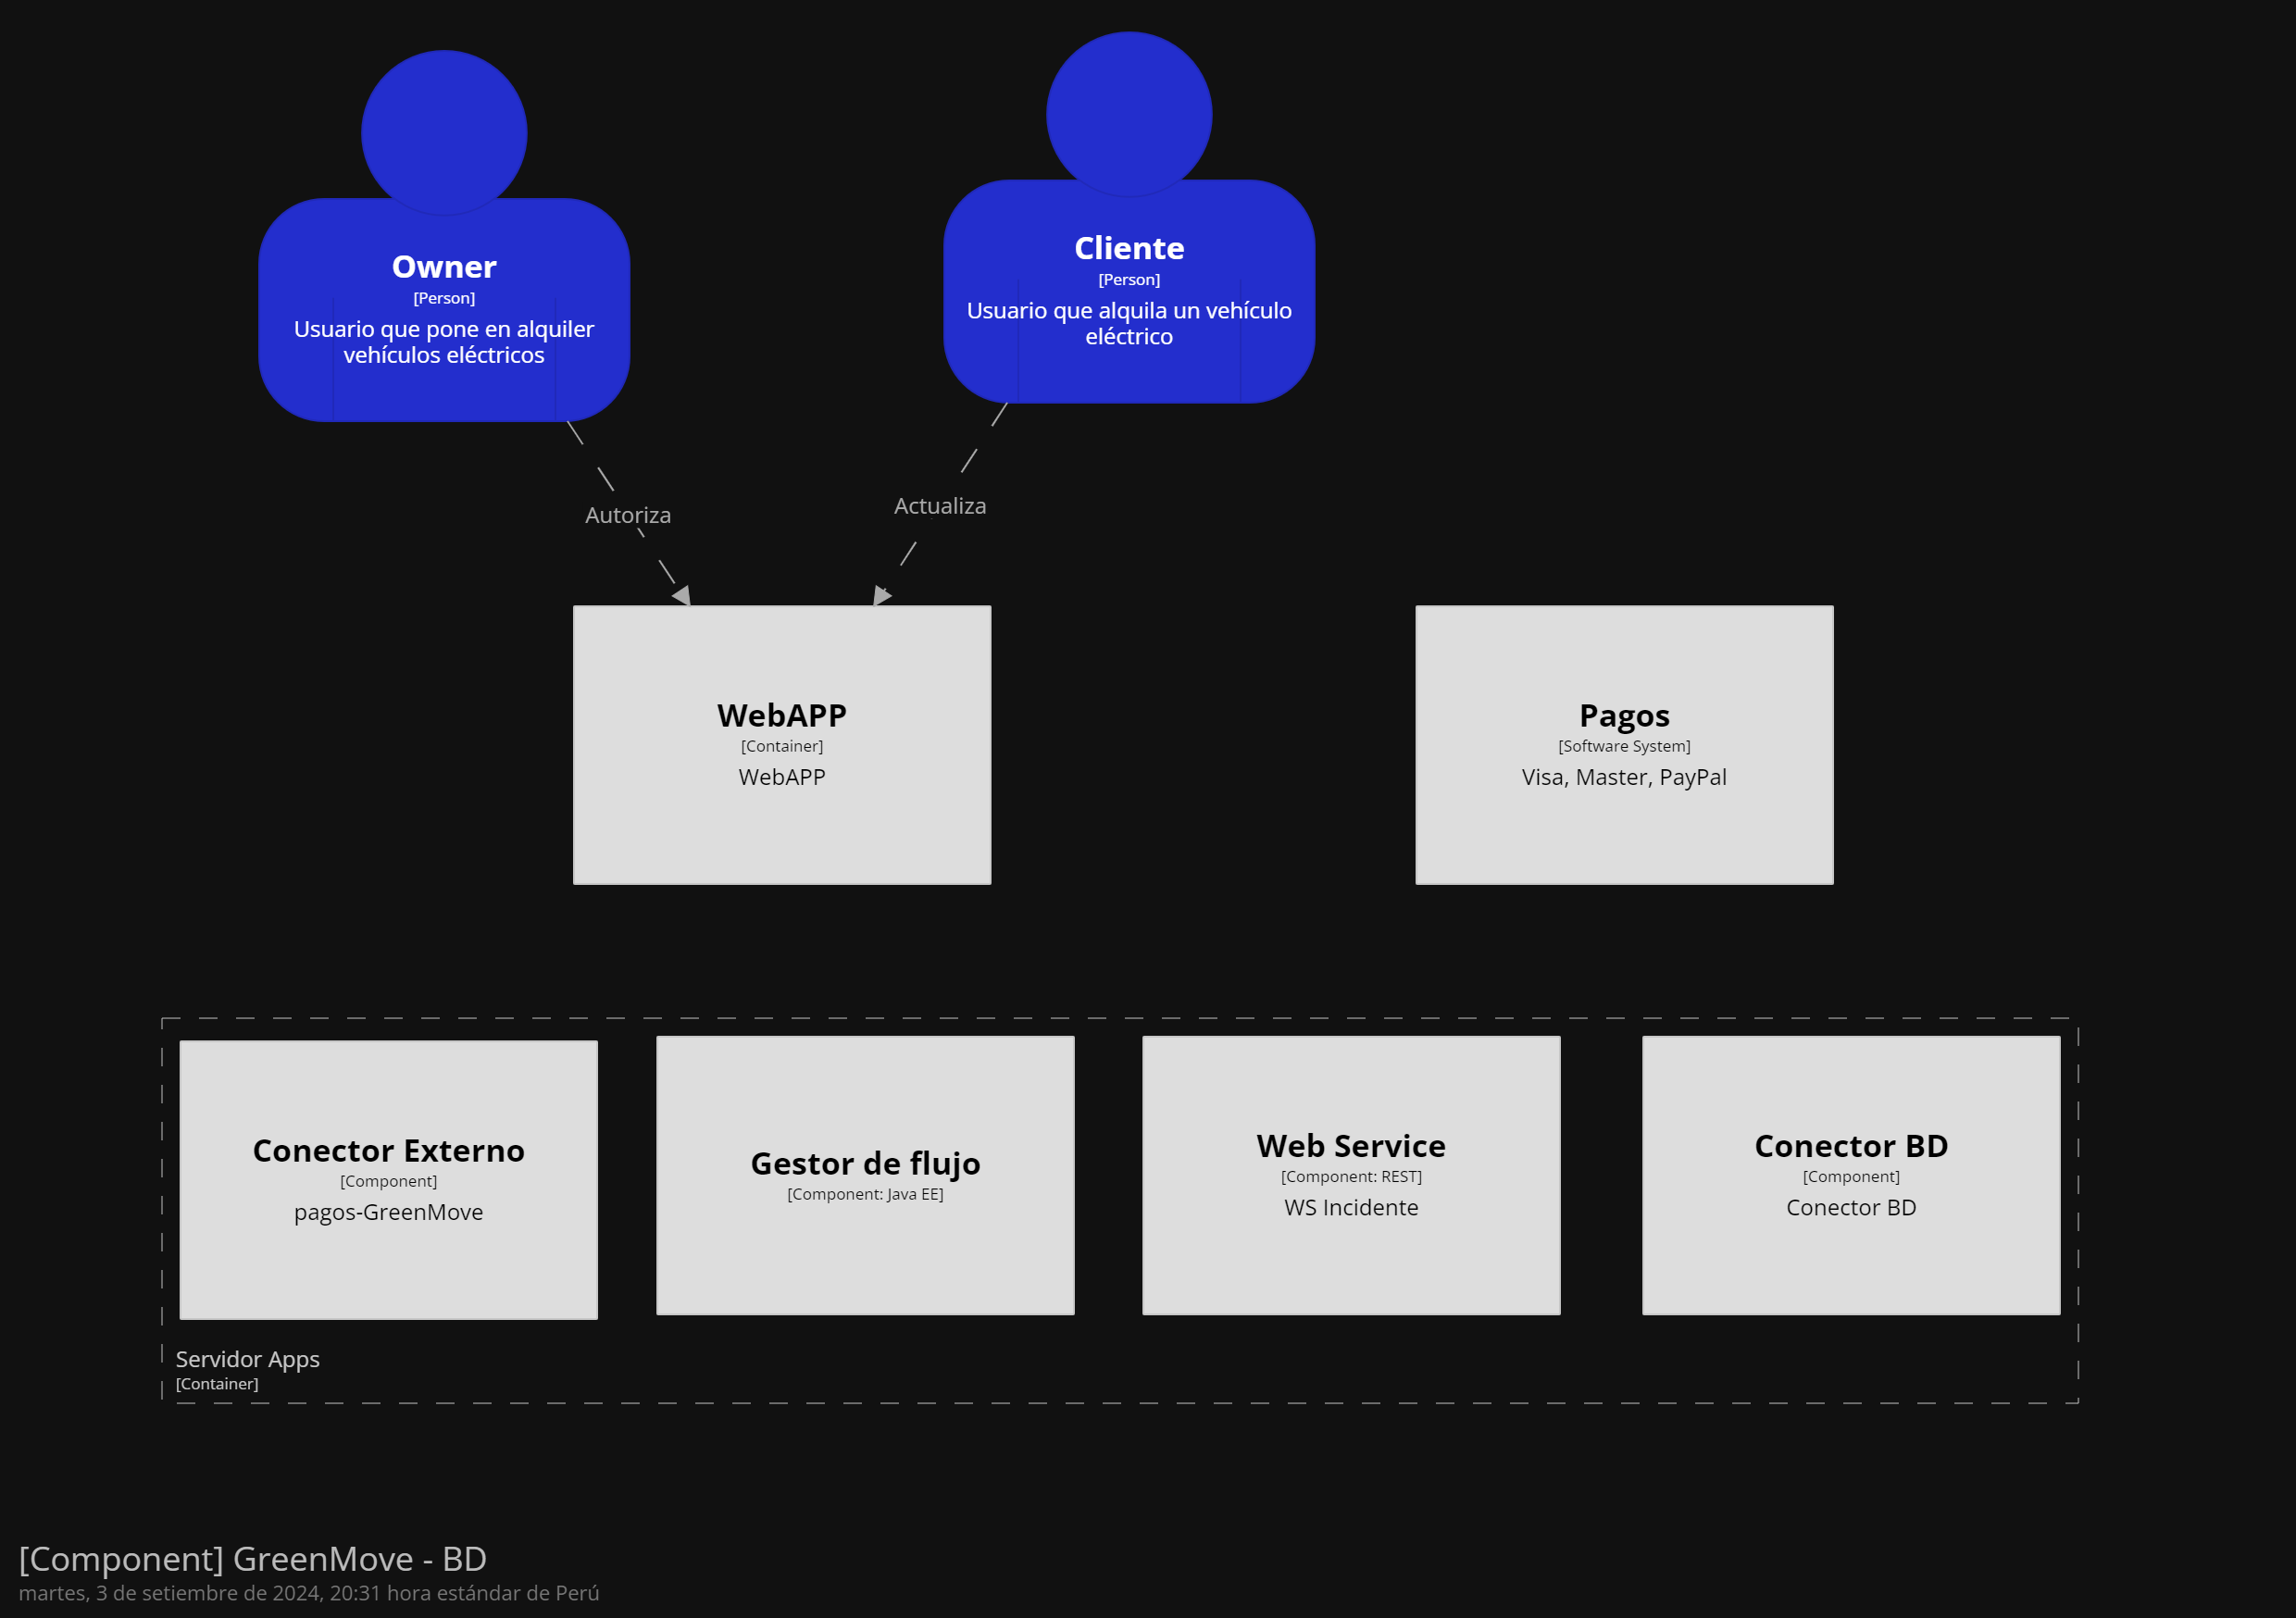 Owner
[Person]
Usuario que pone en alquiler
vehículos eléctricos
Cliente
[Person]
Usuario que alquila un vehículo
eléctrico
Autoriza
Actualiza
WebAPP
[Container]
WebAPP
Pagos
[Software System]
Visa, Master, PayPal
Conector Externo
[Component]
pagos-GreenMove
Gestor de flujo
[Component: Java EE]
Web Service
[Component: REST]
WS Incidente
Conector BD
[Component]
Conector BD
Servidor Apps
[Container]
[Component] GreenMove - BD
martes, 3 de setiembre de 2024, 20:31 hora estándar de Perú